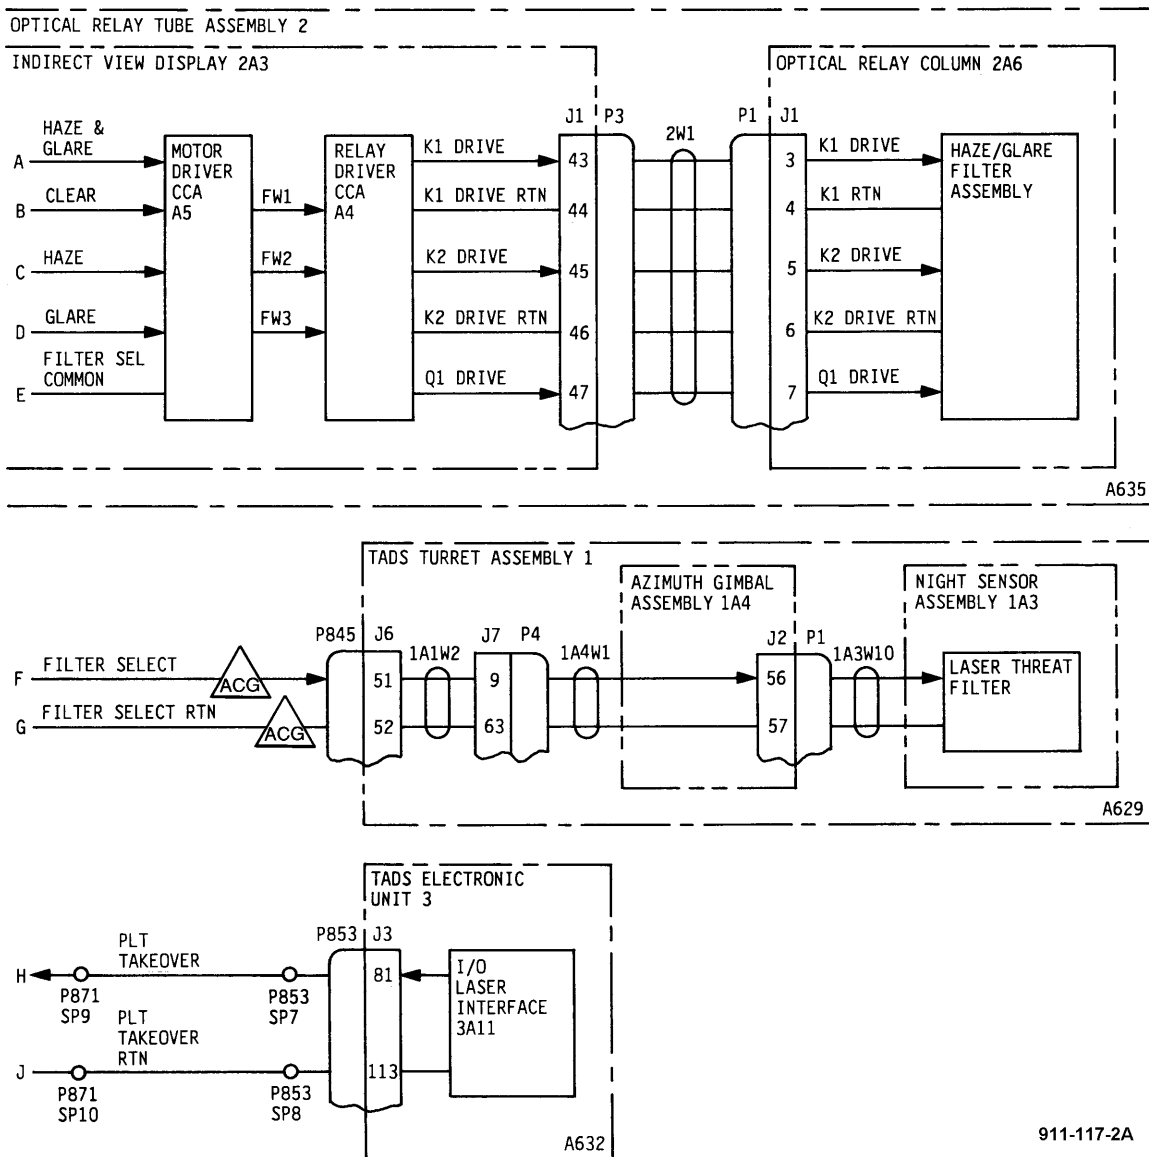 OPTICAL RELAY TUBE ASSEMBLY 2
INDIRECT VIEW DISPLAY 2A3
OPTICAL RELAY COLUMN 2A6
J1 P3
2W1
P1 J1
A
HAZE &
GLARE
B
CLEAR
C
HAZE
D
GLARE
E
FILTER SEL
COMMON
MOTOR
DRIVER
CCA
A5
FW1
FW2
FW3
RELAY
DRIVER
CCA
A4
K1 DRIVE
K1 DRIVE RTN
K2 DRIVE
K2 DRIVE RTN
Q1 DRIVE
43
44
45
46
47
3
4
5
6
7
K1 DRIVE
K1 RTN
K2 DRIVE
K2 DRIVE RTN
Q1 DRIVE
HAZE/GLARE
FILTER
ASSEMBLY
A635
TADS TURRET ASSEMBLY 1
AZIMUTH GIMBAL
ASSEMBLY 1A4
NIGHT SENSOR
ASSEMBLY 1A3
P845 J6
1A1W2
J7 P4
1A4W1
J2 P1
1A3W10
F
FILTER SELECT
ACG
51
9
56
G
FILTER SELECT RTN
ACG
52
63
57
LASER THREAT
FILTER
A629
TADS ELECTRONIC
UNIT 3
P853 J3
H
P871
SP9
PLT
TAKEOVER
P853
SP7
81
J
P871
SP10
PLT
TAKEOVER
RTN
P853
SP8
113
I/O
LASER
INTERFACE
3A11
A632
911-117-2A